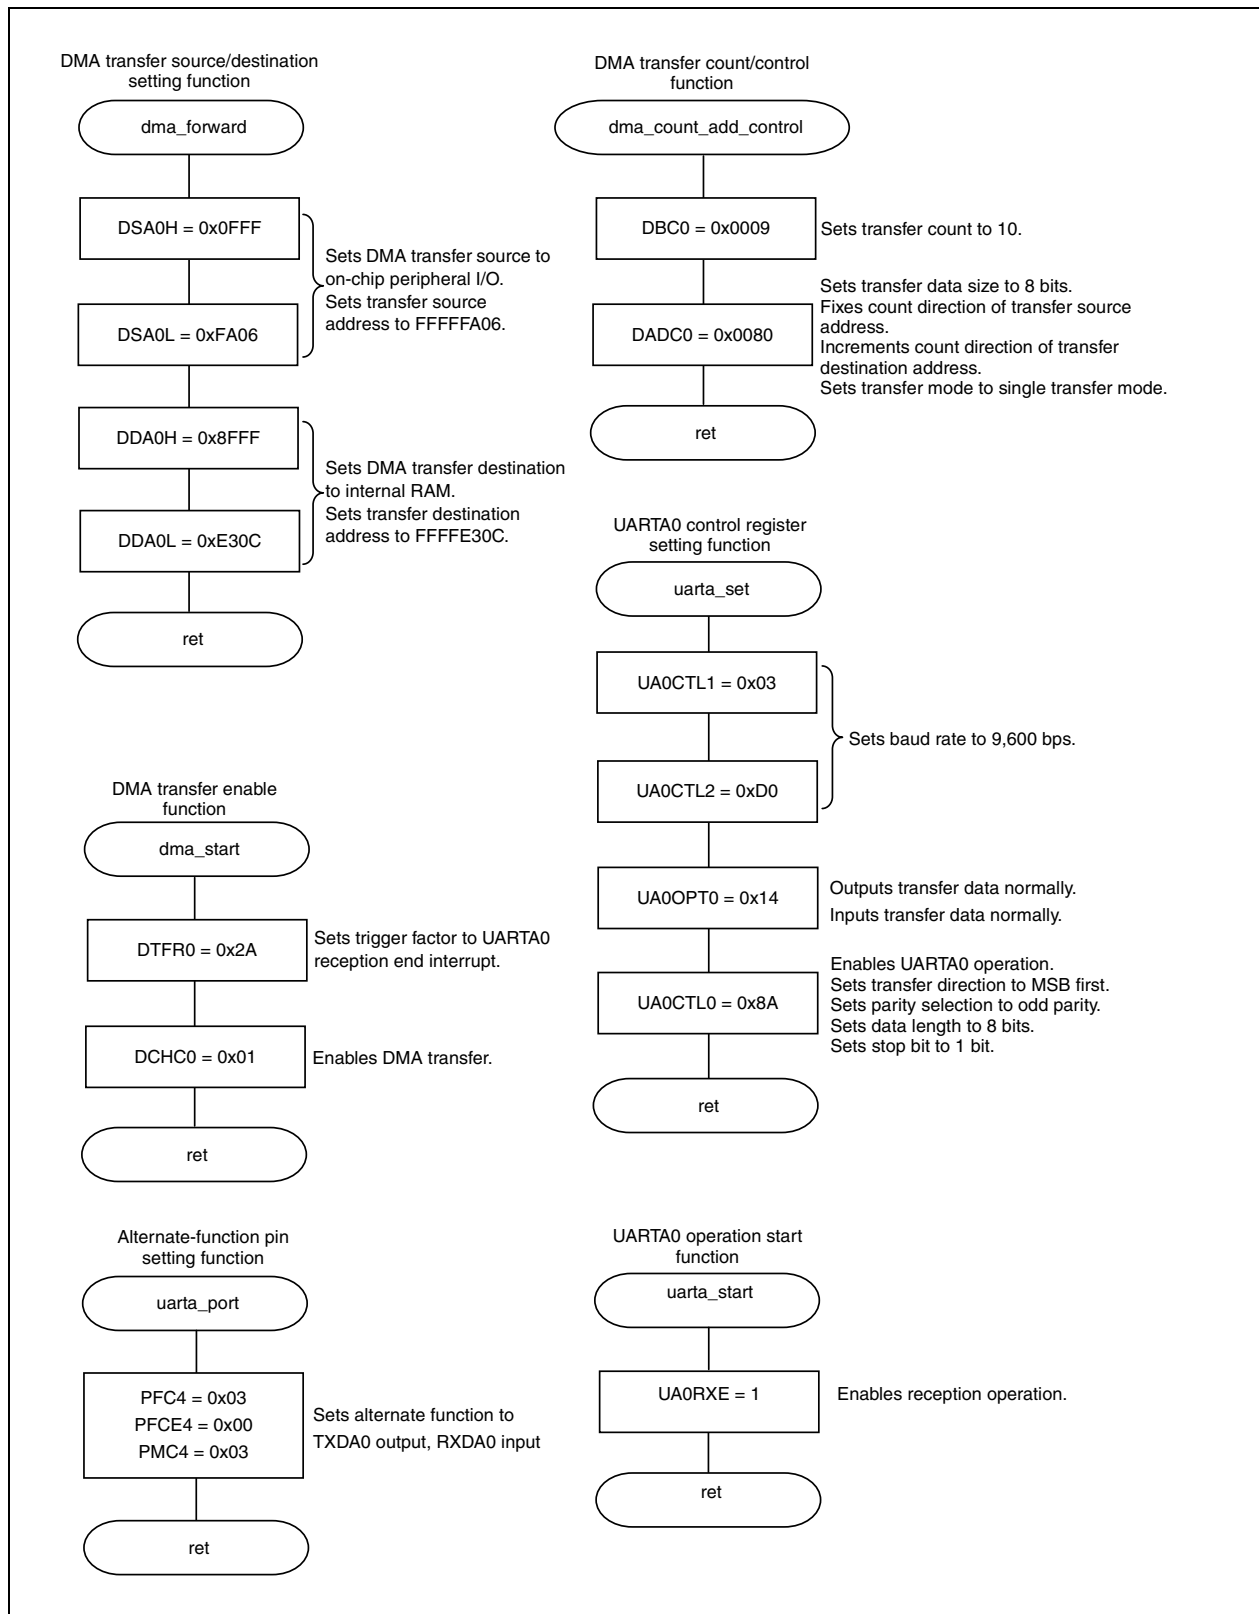 DMA transfer source/destination
setting function
dma_forward
DSA0H = 0x0FFF
DSA0L = 0xFA06
Sets DMA transfer source to
on-chip peripheral I/O.
Sets transfer source
address to FFFFFA06.
DDA0H = 0x8FFF
DDA0L = 0xE30C
Sets DMA transfer destination
to internal RAM.
Sets transfer destination
address to FFFFE30C.
ret
DMA transfer count/control
function
dma_count_add_control
DBC0 = 0x0009
Sets transfer count to 10.
DADC0 = 0x0080
Sets transfer data size to 8 bits.
Fixes count direction of transfer source
address.
Increments count direction of transfer
destination address.
Sets transfer mode to single transfer mode.
ret
UARTA0 control register
setting function
uarta_set
UA0CTL1 = 0x03
UA0CTL2 = 0xD0
Sets baud rate to 9,600 bps.
UA0OPT0 = 0x14
Outputs transfer data normally.
Inputs transfer data normally.
UA0CTL0 = 0x8A
Enables UARTA0 operation.
Sets transfer direction to MSB first.
Sets parity selection to odd parity.
Sets data length to 8 bits.
Sets stop bit to 1 bit.
ret
DMA transfer enable
function
dma_start
DTFR0 = 0x2A
Sets trigger factor to UARTA0
reception end interrupt.
DCHC0 = 0x01
Enables DMA transfer.
ret
Alternate-function pin
setting function
uarta_port
PFC4 = 0x03
PFCE4 = 0x00
PMC4 = 0x03
Sets alternate function to
TXDA0 output, RXDA0 input
ret
UARTA0 operation start
function
uarta_start
UA0RXE = 1
Enables reception operation.
ret